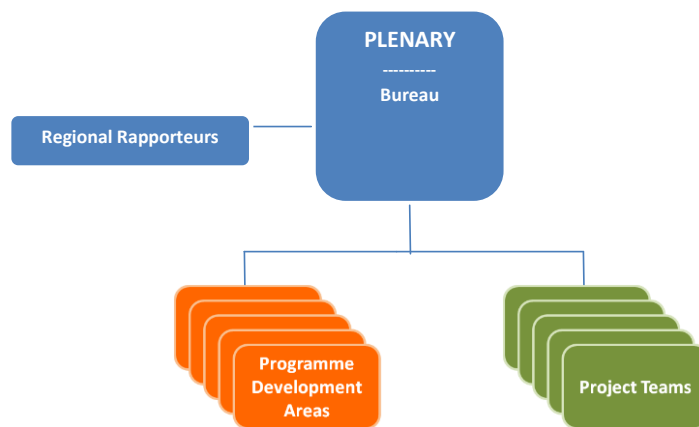 PLENARY
----------
Bureau
Regional Rapporteurs
Programme
Development
Areas
Project Teams